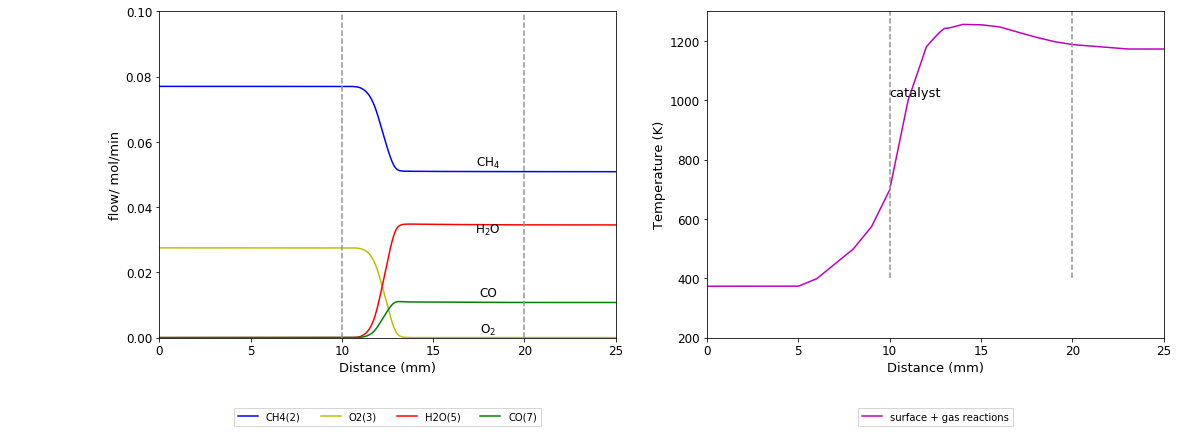 0.10
0.08
0.06
0.04
0.02
0.00
flow/ mol/min
CH₄
H₂O
CO
O₂
0 5 10 15 20 25
Distance (mm)
CH4(2) O2(3) H2O(5) CO(7)
1200
1000
800
600
400
200
Temperature (K)
catalyst
0 5 10 15 20 25
Distance (mm)
surface + gas reactions